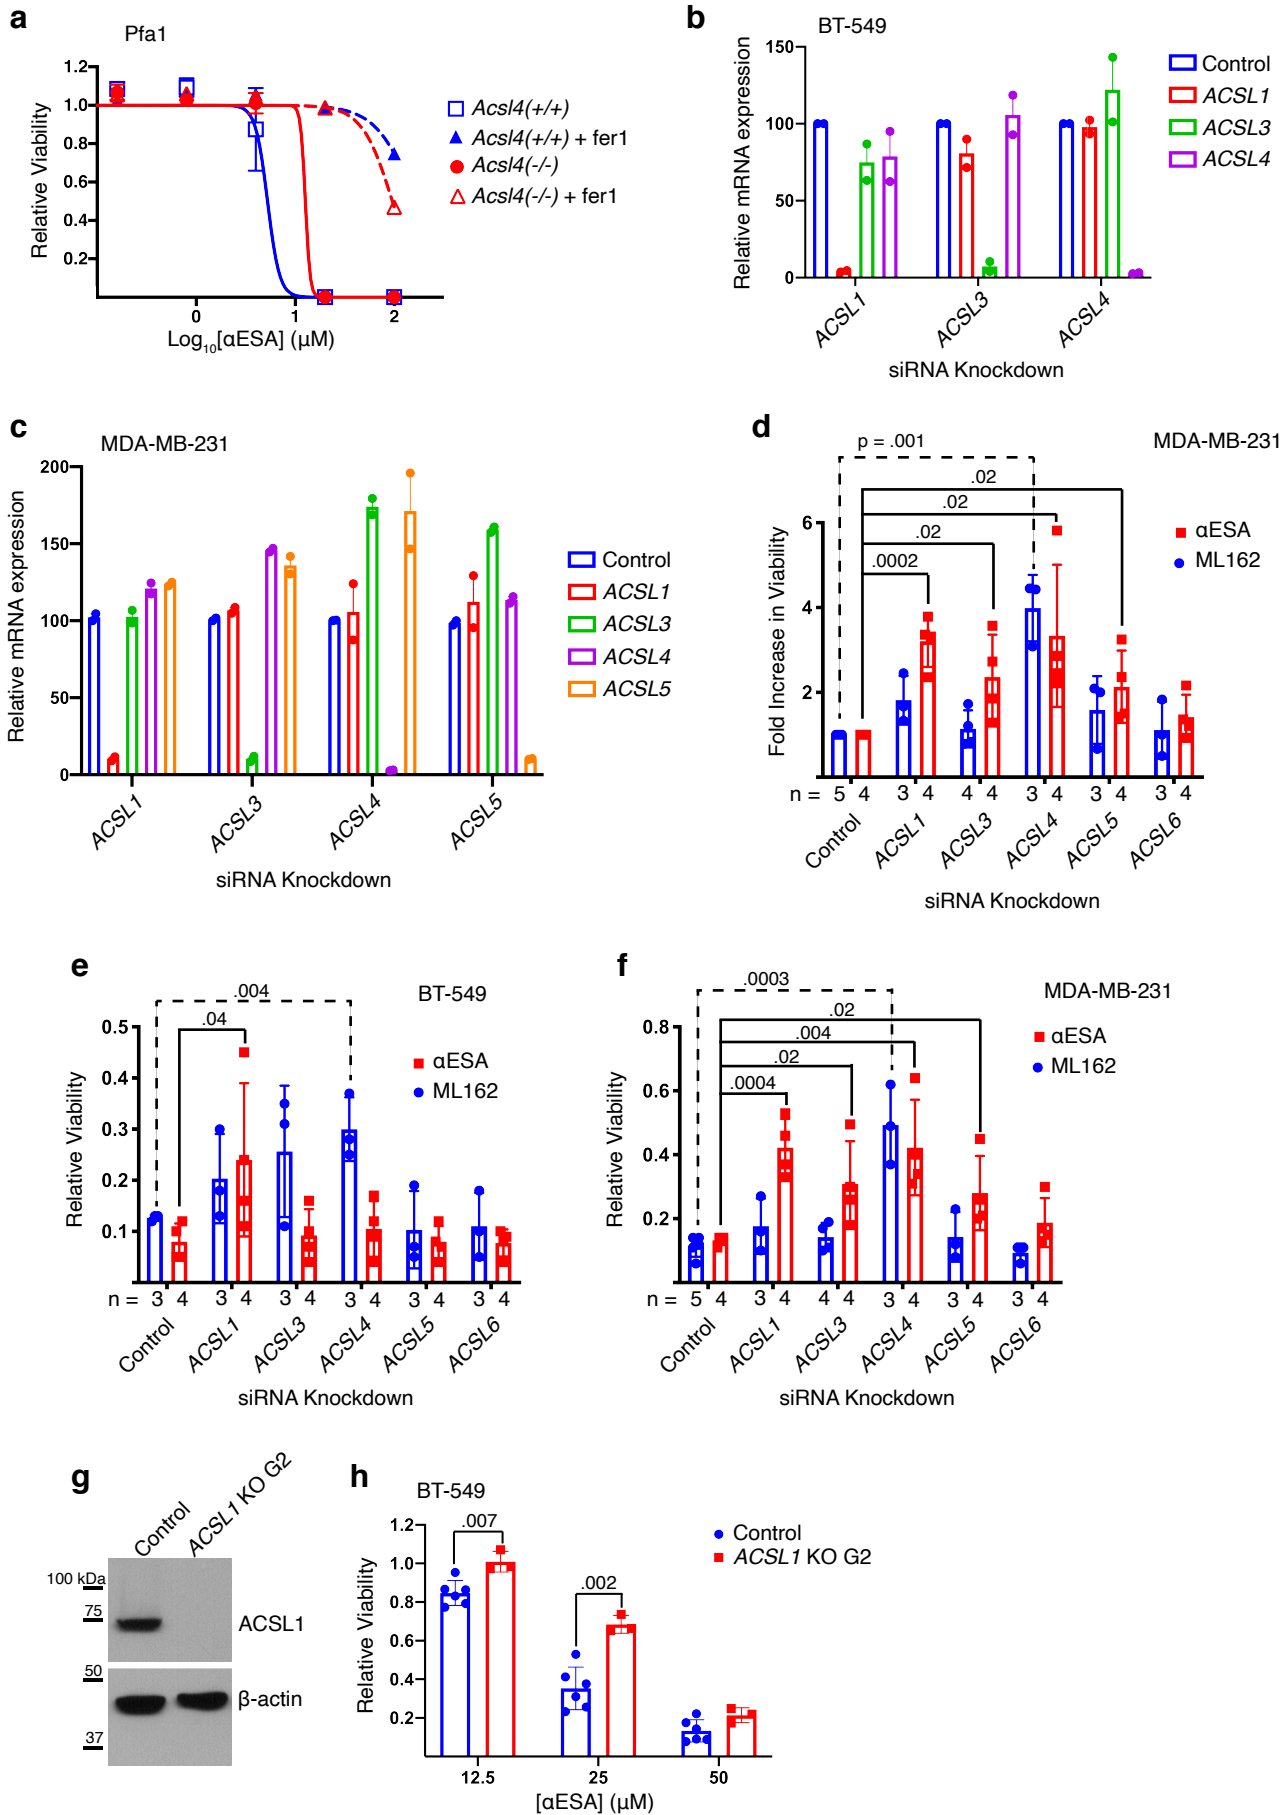 a
Pfa1
Relative Viability
1.2
1.0
0.8
0.6
0.4
0.2
0 1 2
Log10[αESA] (μM)
Acsl4(+/+)
Acsl4(+/+) + fer1
Acsl4(-/-)
Acsl4(-/-) + fer1
b
BT-549
Relative mRNA expression
150
100
50
0
ACSL1 ACSL3 ACSL4
siRNA Knockdown
Control
ACSL1
ACSL3
ACSL4
c
MDA-MB-231
Relative mRNA expression
200
150
100
50
0
ACSL1 ACSL3 ACSL4 ACSL5
siRNA Knockdown
Control
ACSL1
ACSL3
ACSL4
ACSL5
d
MDA-MB-231
p = .001
.02
.02
.02
.0002
αESA
ML162
Fold Increase in Viability
6
4
2
n = 5 4 3 4 4 4 3 4 3 4 3 4
Control ACSL1 ACSL3 ACSL4 ACSL5 ACSL6
siRNA Knockdown
e
BT-549
.004
.04
αESA
ML162
Relative Viability
0.5
0.4
0.3
0.2
0.1
n = 3 4 3 4 3 4 3 4 3 4 3 4
Control ACSL1 ACSL3 ACSL4 ACSL5 ACSL6
siRNA Knockdown
f
MDA-MB-231
.0003
.02
.004
.02
.0004
αESA
ML162
Relative Viability
0.8
0.6
0.4
0.2
n = 5 4 3 4 4 4 3 4 3 4 3 4
Control ACSL1 ACSL3 ACSL4 ACSL5 ACSL6
siRNA Knockdown
g
Control ACSL1 KO G2
100 kDa
75
ACSL1
50
β-actin
37
h
BT-549
.007
.002
Control
ACSL1 KO G2
Relative Viability
1.2
1.0
0.8
0.6
0.4
0.2
12.5 25 50
[αESA] (μM)